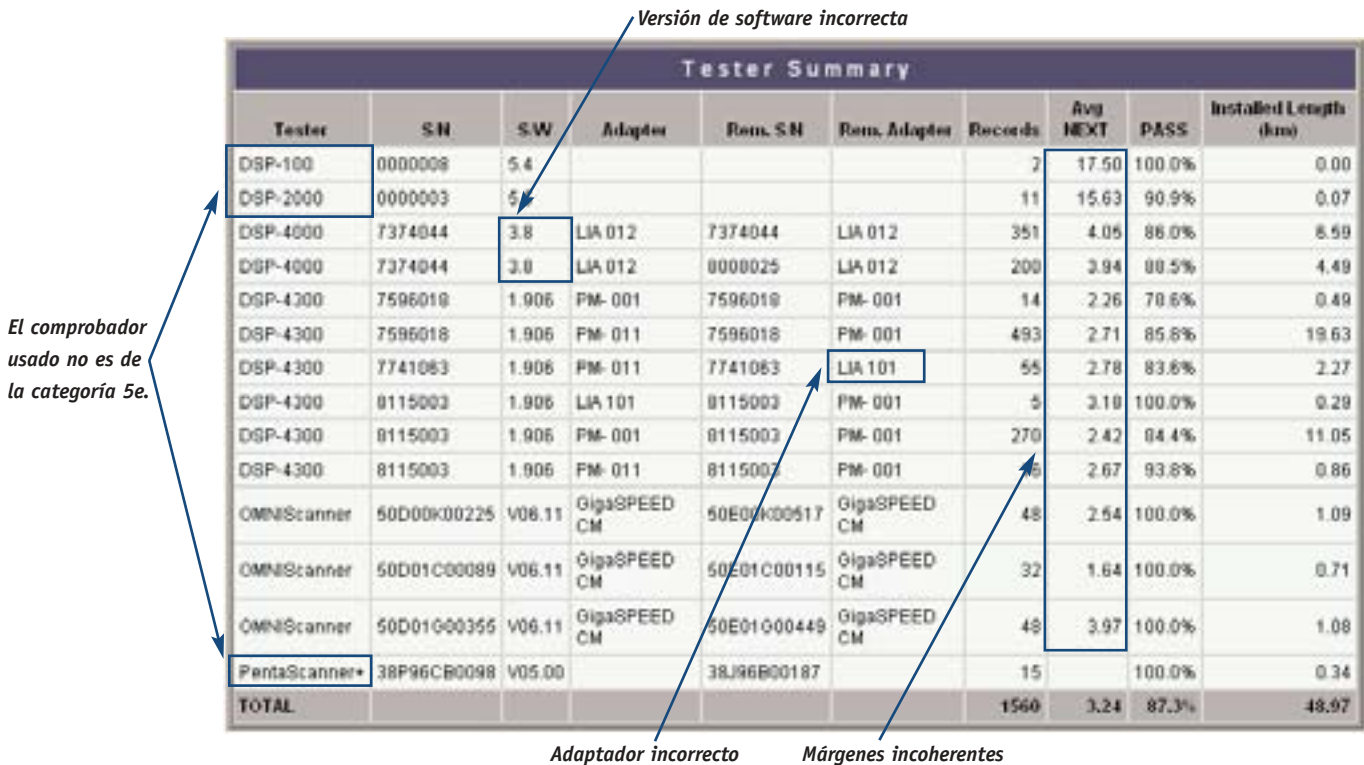 Versión de software incorrecta
Tester Summary
Tester S/N S/W Adapter Rem. S/N Rem. Adapter Records Avg NEXT PASS Installed Length (km)
DSP-100 0000008 5.4 2 17.50 100.0% 0.00
DSP-2000 0000003 11 15.63 90.9% 0.07
DSP-4000 7374044 3.8 LIA 012 7374044 LIA 012 351 4.05 86.0% 6.59
DSP-4000 7374044 3.8 LIA 012 0000025 LIA 012 200 3.94 88.5% 4.49
DSP-4300 7596018 1.906 PM- 001 7596018 PM- 001 14 2.26 78.6% 0.49
DSP-4300 7596018 1.906 PM- 011 7596018 PM- 001 493 2.71 85.8% 19.63
DSP-4300 7741063 1.906 PM- 011 7741063 LIA 101 55 2.78 83.6% 2.27
DSP-4300 8115003 1.906 LIA 101 8115003 PM- 001 5 3.18 100.0% 0.29
DSP-4300 8115003 1.906 PM- 001 8115003 PM- 001 270 2.42 84.4% 11.05
DSP-4300 8115003 1.906 PM- 011 8115003 PM- 001 2.67 93.8% 0.86
OMNIScanner 50D00K00225 V06.11 GigaSPEED CM 50E00K00517 GigaSPEED CM 48 2.54 100.0% 1.09
OMNIScanner 50D01C00089 V06.11 GigaSPEED CM 50E01C00115 GigaSPEED CM 32 1.64 100.0% 0.71
OMNIScanner 50D01G00355 V06.11 GigaSPEED CM 50E01G00449 GigaSPEED CM 48 3.97 100.0% 1.08
PentaScanner+ 38P96CB0098 V05.00 38J96B00187 15 100.0% 0.34
TOTAL 1560 3.24 87.3% 48.97
El comprobador
usado no es de
la categoría 5e.
Adaptador incorrecto
Márgenes incoherentes